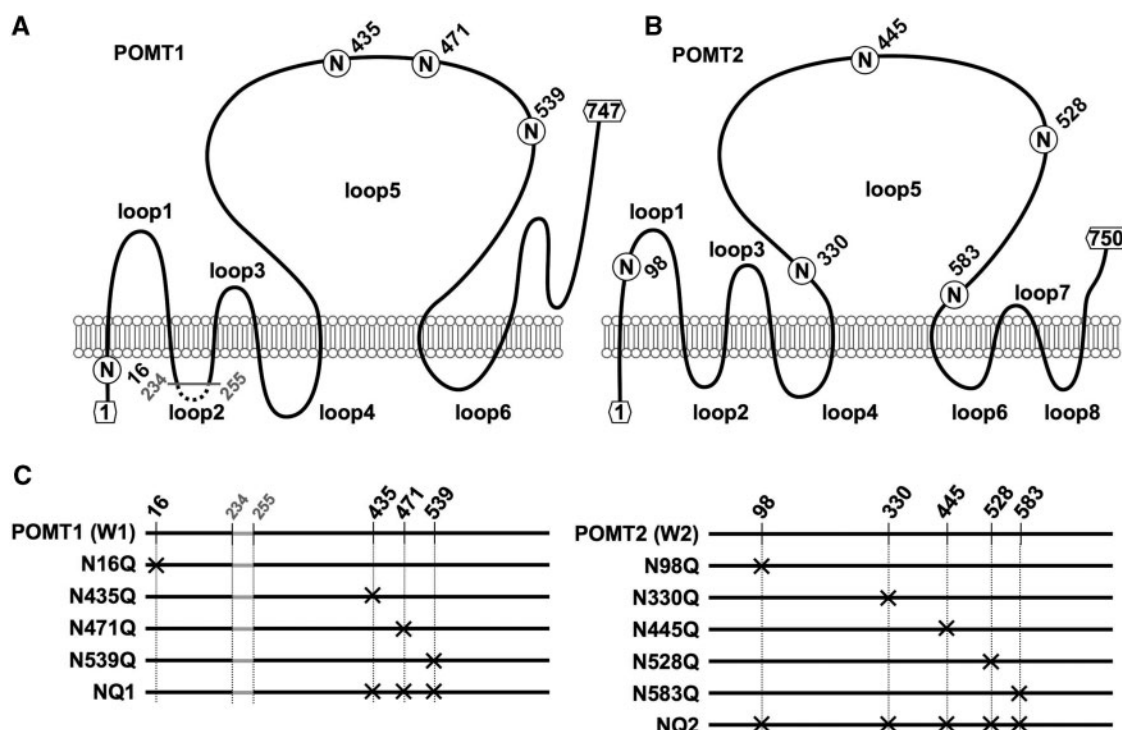 A
POMT1
N 435
N 471
N 539
747
loop5
loop1
loop3
N 16
234
255
1
loop2
loop4
loop6
B
POMT2
N 445
N 528
loop5
loop1
loop3
N 98
N 330
N 583
750
loop7
1
loop2
loop4
loop6
loop8
C
16 234 255 435 471 539
POMT1 (W1)
N16Q
N435Q
N471Q
N539Q
NQ1
98 330 445 528 583
POMT2 (W2)
N98Q
N330Q
N445Q
N528Q
N583Q
NQ2